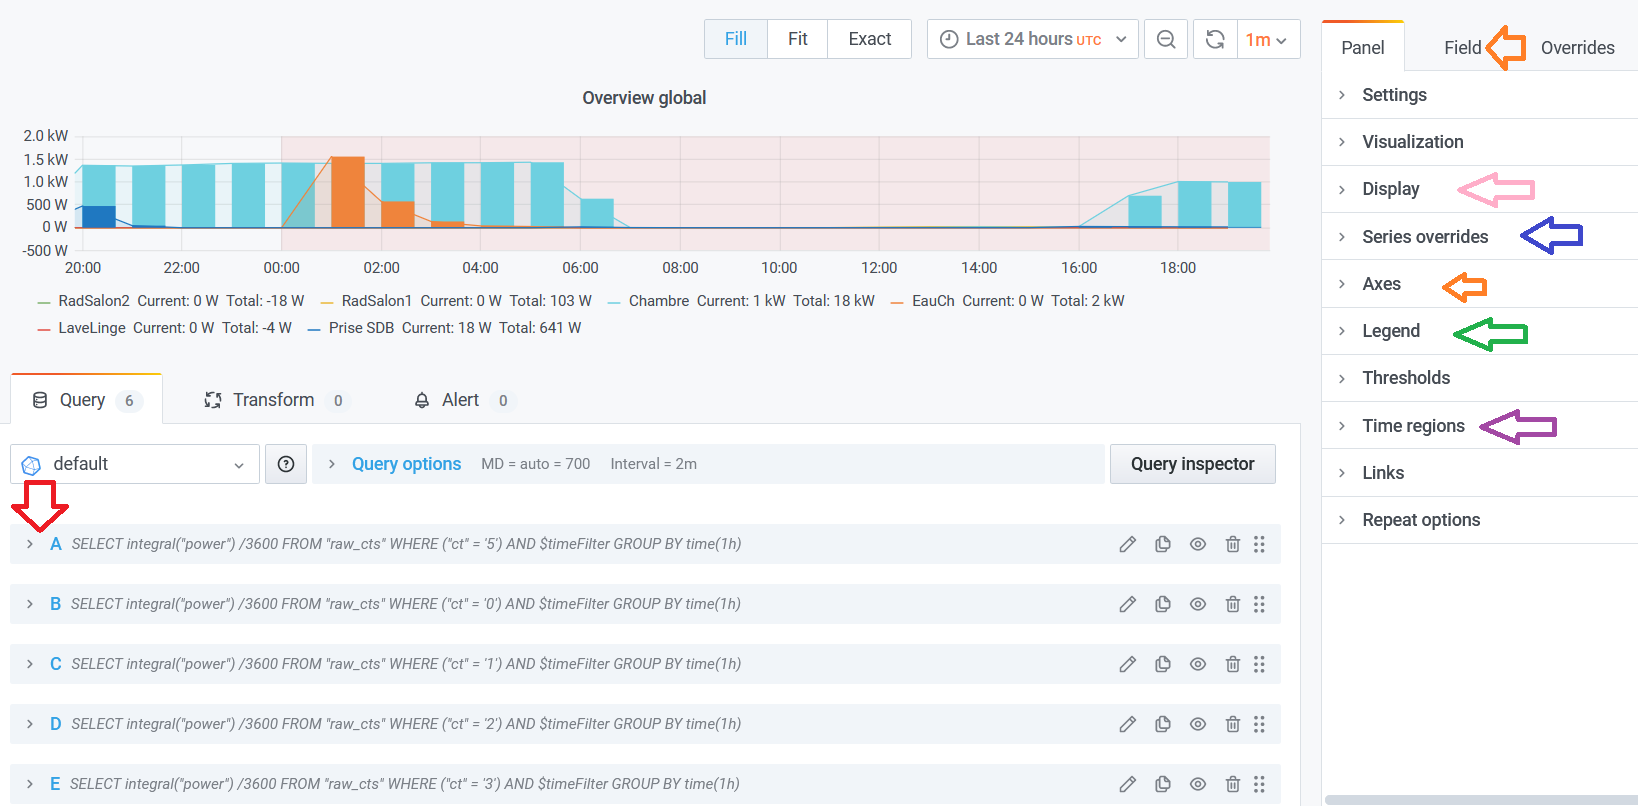 Fill Fit Exact Last 24 hours UTC 1m
Panel Field Overrides
Settings
Visualization
Display
Series overrides
Axes
Legend
Thresholds
Time regions
Links
Repeat options
Overview global
2.0 kW
1.5 kW
1.0 kW
500 W
0 W
-500 W
20:00 22:00 00:00 02:00 04:00 06:00 08:00 10:00 12:00 14:00 16:00 18:00
RadSalon2 Current: 0 W Total: -18 W RadSalon1 Current: 0 W Total: 103 W Chambre Current: 1 kW Total: 18 kW EauCh Current: 0 W Total: 2 kW
LaveLinge Current: 0 W Total: -4 W Prise SDB Current: 18 W Total: 641 W
Query 6 Transform 0 Alert 0
default Query options MD = auto = 700 Interval = 2m Query inspector
A SELECT integral("power") /3600 FROM "raw_cts" WHERE ("ct" = '5') AND $timeFilter GROUP BY time(1h)
B SELECT integral("power") /3600 FROM "raw_cts" WHERE ("ct" = '0') AND $timeFilter GROUP BY time(1h)
C SELECT integral("power") /3600 FROM "raw_cts" WHERE ("ct" = '1') AND $timeFilter GROUP BY time(1h)
D SELECT integral("power") /3600 FROM "raw_cts" WHERE ("ct" = '2') AND $timeFilter GROUP BY time(1h)
E SELECT integral("power") /3600 FROM "raw_cts" WHERE ("ct" = '3') AND $timeFilter GROUP BY time(1h)